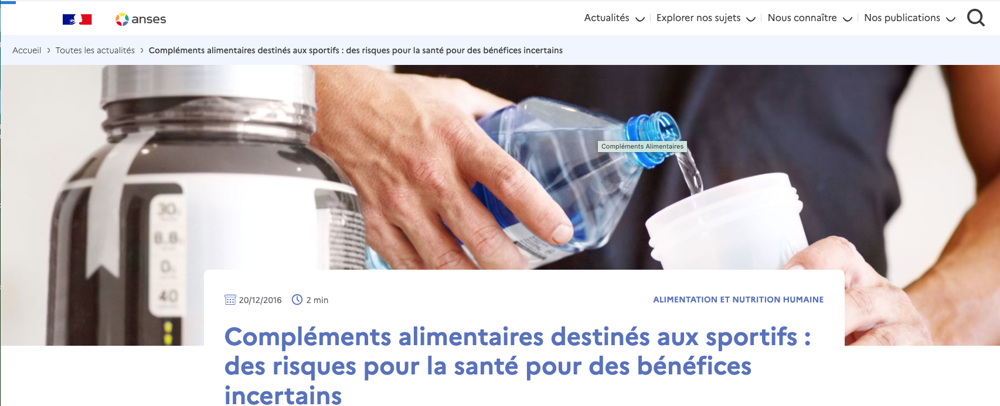 anses
Actualités
Explorer nos sujets
Nous connaître
Nos publications
Accueil > Toutes les actualités > Compléments alimentaires destinés aux sportifs : des risques pour la santé pour des bénéfices incertains
Compléments Alimentaires
30
8.8
0
40
20/12/2016
2 min
ALIMENTATION ET NUTRITION HUMAINE
Compléments alimentaires destinés aux sportifs :
des risques pour la santé pour des bénéfices
incertains